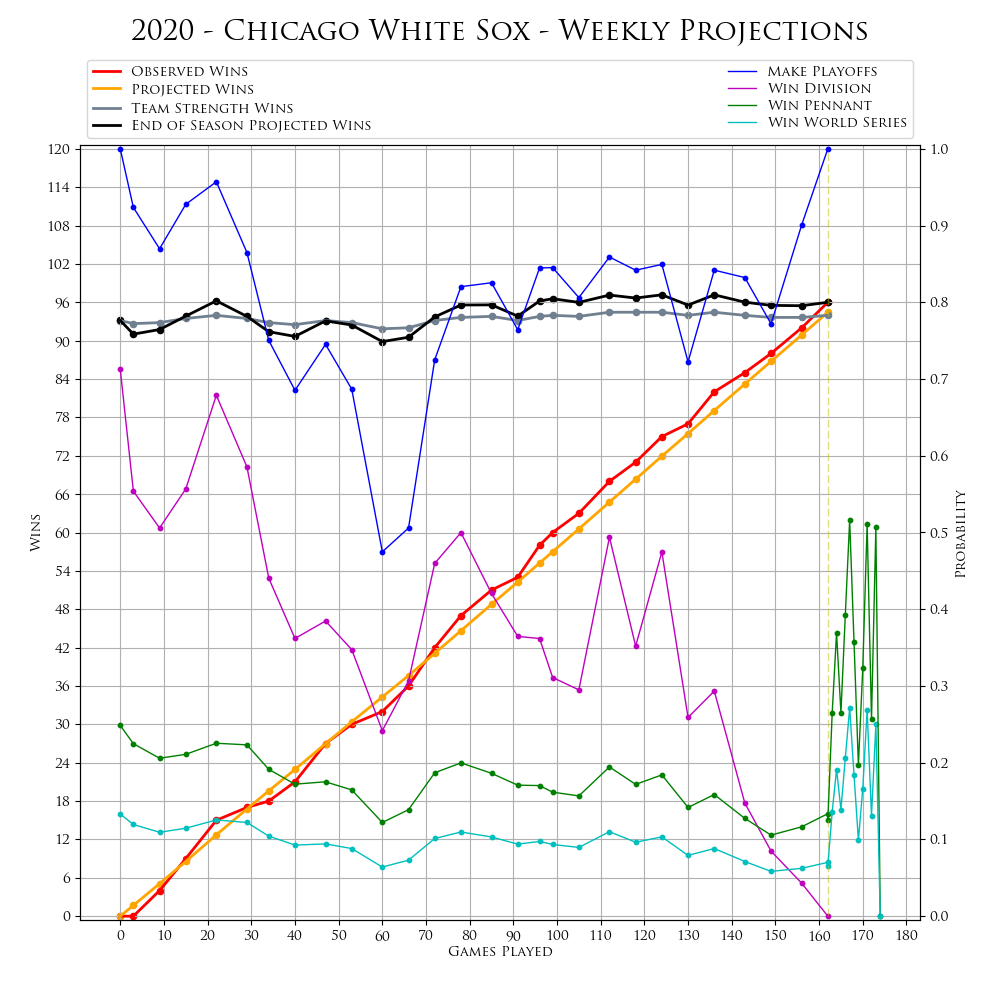 2020 - Chicago White Sox - Weekly Projections
Observed Wins
Projected Wins
Team Strength Wins
End of Season Projected Wins
Make Playoffs
Win Division
Win Pennant
Win World Series
120
114
108
102
96
90
84
78
72
66
60
54
48
42
36
30
24
18
12
6
0
Wins
1.0
0.9
0.8
0.7
0.6
0.5
0.4
0.3
0.2
0.1
0.0
Probability
0 10 20 30 40 50 60 70 80 90 100 110 120 130 140 150 160 170 180
Games Played